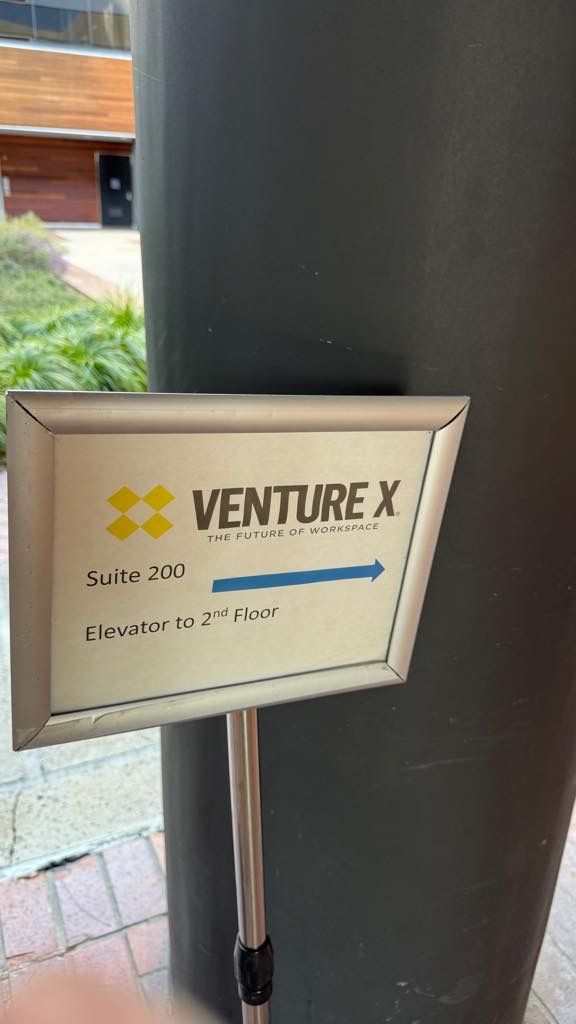 VENTURE X
THE FUTURE OF WORKSPACE
Suite 200
Elevator to 2nd Floor